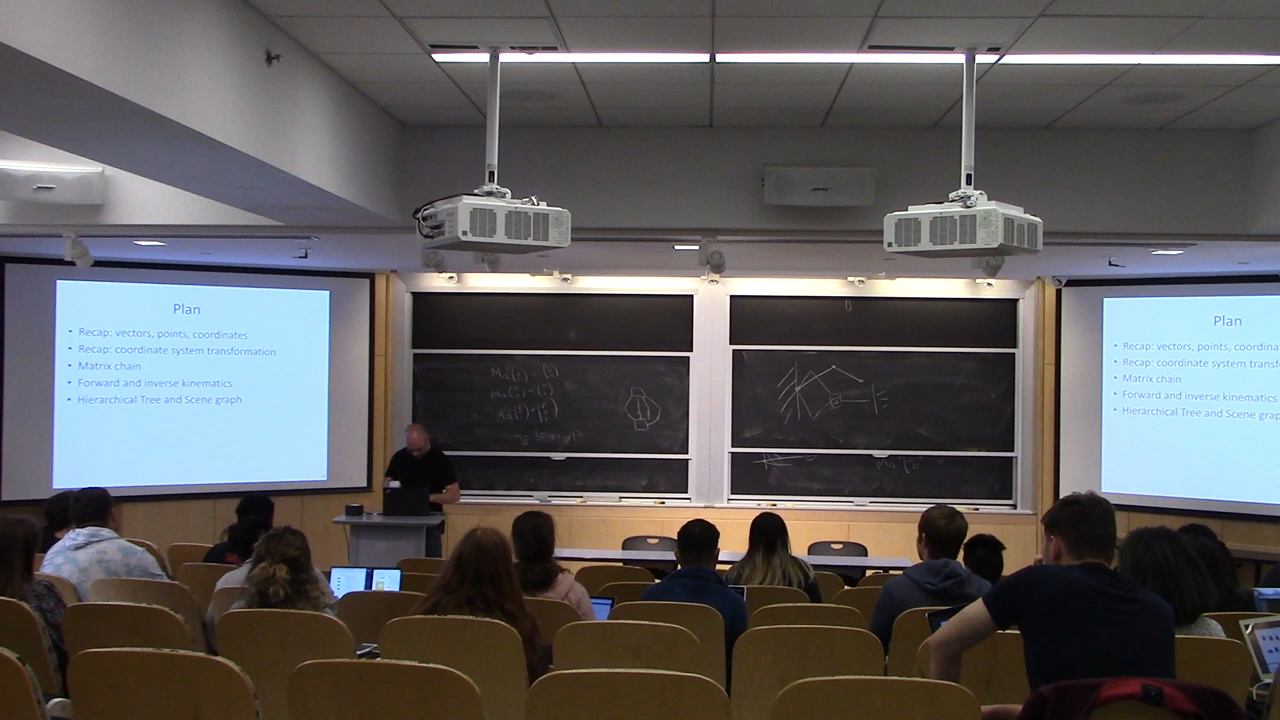 Plan
• Recap: vectors, points, coordinates
• Recap: coordinate system transformation
• Matrix chain
• Forward and inverse kinematics
• Hierarchical Tree and Scene graph
Plan
• Recap: vectors, points, coordina
• Recap: coordinate system transf
• Matrix chain
• Forward and inverse kinematics
• Hierarchical Tree and Scene grap
BOSE